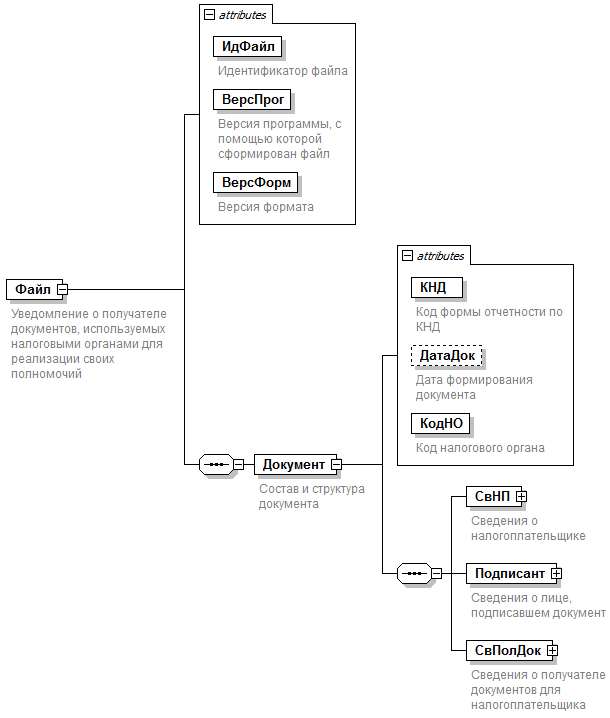 attributes
ИдФайл
Идентификатор файла
ВерсПрог
Версия программы, с
помощью которой
сформирован файл
ВерсФорм
Версия формата
Файл
Уведомление о получателе
документов, используемых
налоговыми органами для
реализации своих
полномочий
attributes
КНД
Код формы отчетности по
КНД
ДатаДок
Дата формирования
документа
КодНО
Код налогового органа
Документ
Состав и структура
документа
СвНП
Сведения о
налогоплательщике
Подписант
Сведения о лице,
подписавшем документ
СвПолДок
Сведения о получателе
документов для
налогоплательщика